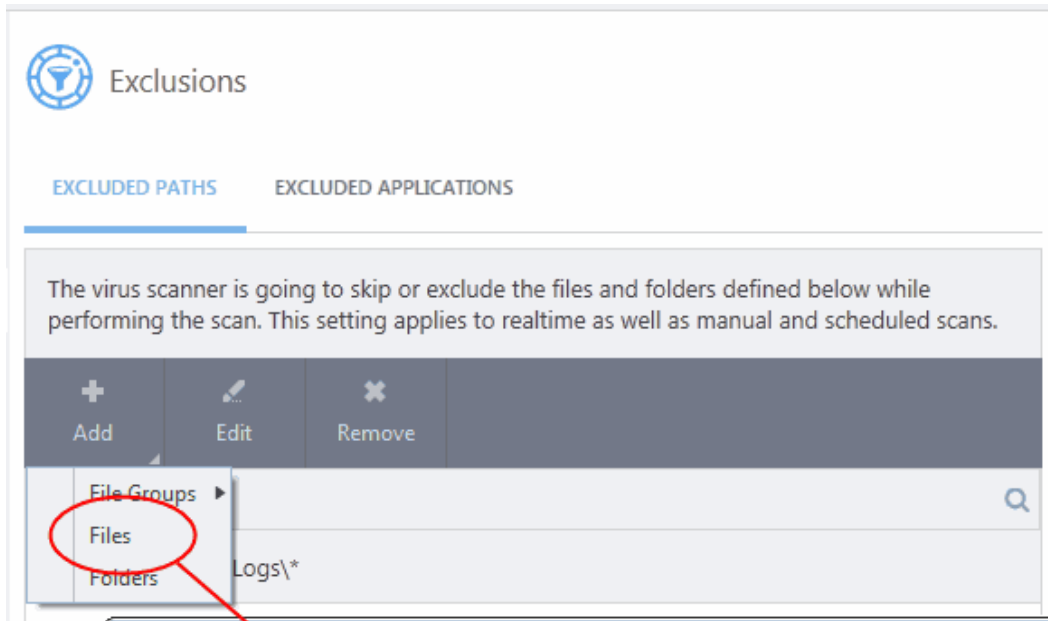 Exclusions
EXCLUDED PATHS EXCLUDED APPLICATIONS
The virus scanner is going to skip or exclude the files and folders defined below while
performing the scan. This setting applies to realtime as well as manual and scheduled scans.
Add Edit Remove
File Groups
Files
Folders Logs\*